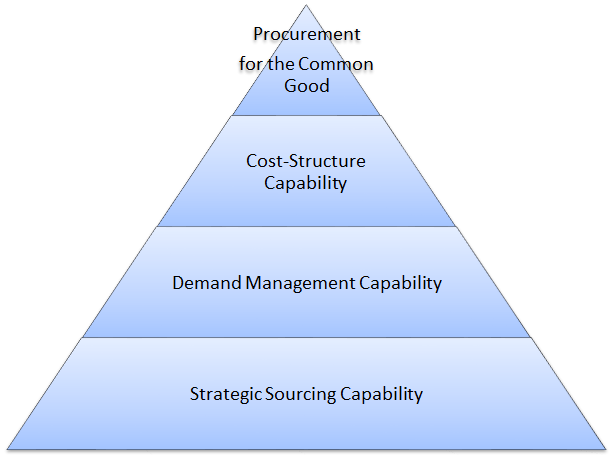 Procurement
for the Common
Good
Cost-Structure
Capability
Demand Management Capability
Strategic Sourcing Capability